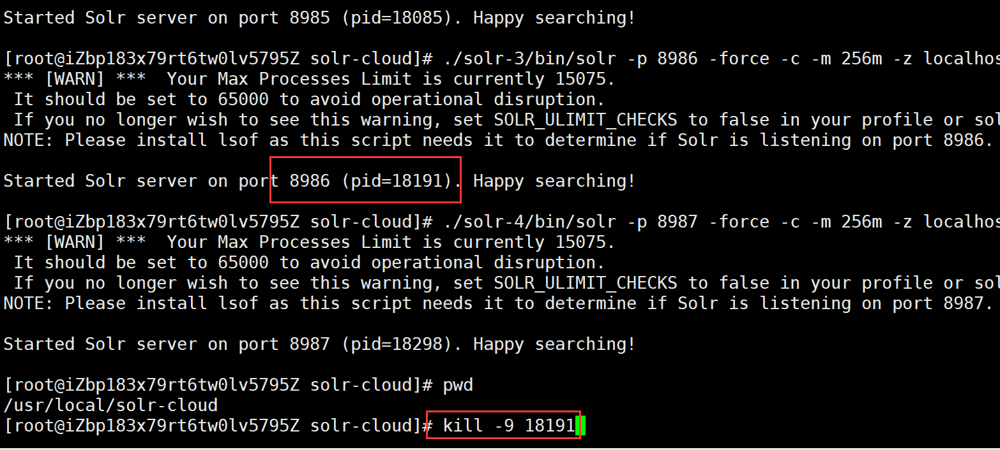 Started Solr server on port 8985 (pid=18085). Happy searching!
[root@iZbp183x79rt6tw0lv5795Z solr-cloud]# ./solr-3/bin/solr -p 8986 -force -c -m 256m -z localhos
*** [WARN] ***  Your Max Processes Limit is currently 15075.
 It should be set to 65000 to avoid operational disruption.
 If you no longer wish to see this warning, set SOLR_ULIMIT_CHECKS to false in your profile or sol
NOTE: Please install lsof as this script needs it to determine if Solr is listening on port 8986.
Started Solr server on port 8986 (pid=18191). Happy searching!
[root@iZbp183x79rt6tw0lv5795Z solr-cloud]# ./solr-4/bin/solr -p 8987 -force -c -m 256m -z localhos
*** [WARN] ***  Your Max Processes Limit is currently 15075.
 It should be set to 65000 to avoid operational disruption.
 If you no longer wish to see this warning, set SOLR_ULIMIT_CHECKS to false in your profile or sol
NOTE: Please install lsof as this script needs it to determine if Solr is listening on port 8987.
Started Solr server on port 8987 (pid=18298). Happy searching!
[root@iZbp183x79rt6tw0lv5795Z solr-cloud]# pwd
/usr/local/solr-cloud
[root@iZbp183x79rt6tw0lv5795Z solr-cloud]# kill -9 18191